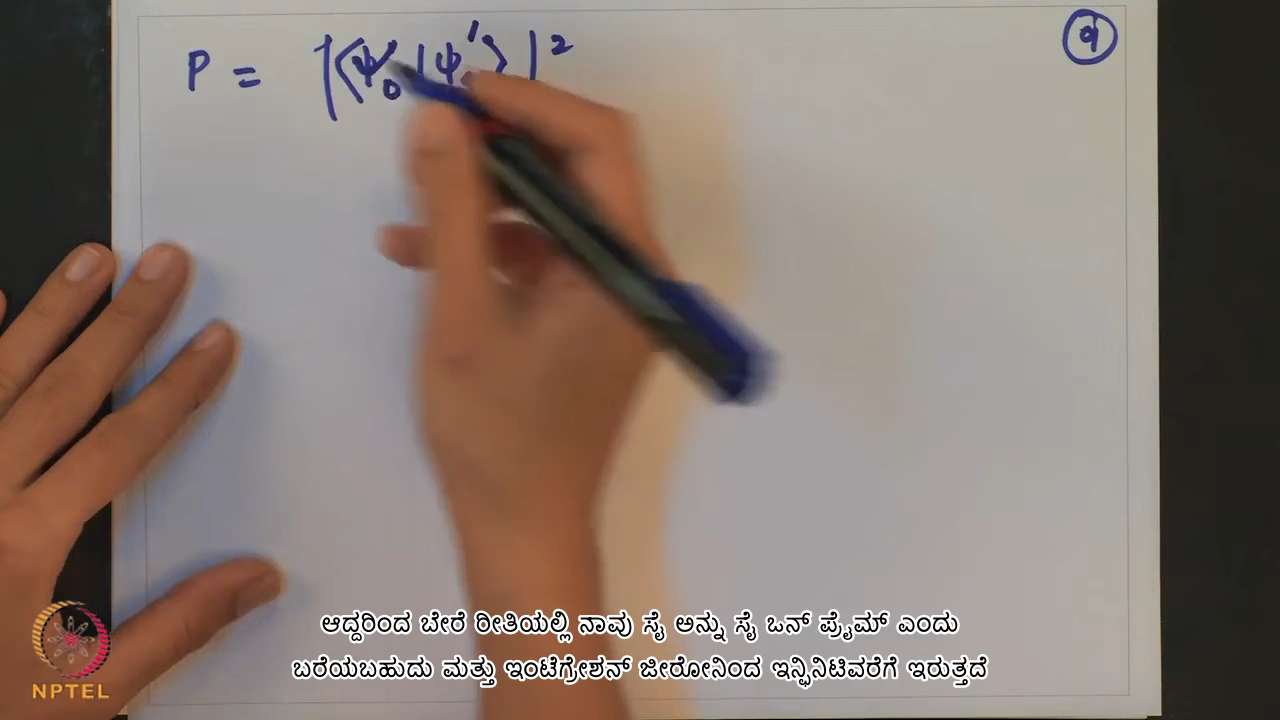 P = |⟨ψ₀|ψ'⟩|²
9
ಆದ್ದರಿಂದ ಬೇರೆ ರೀತಿಯಲ್ಲಿ ನಾವು ಸೈ ಅನ್ನು ಸೈ ಒನ್ ಪ್ರೈಮ್ ಎಂದು
ಬರೆಯಬಹುದು ಮತ್ತು ಇಂಟೆಗ್ರೇಶನ್ ಜೀರೋನಿಂದ ಇನ್ಫಿನಿಟಿವರೆಗೆ ಇರುತ್ತದೆ
NPTEL